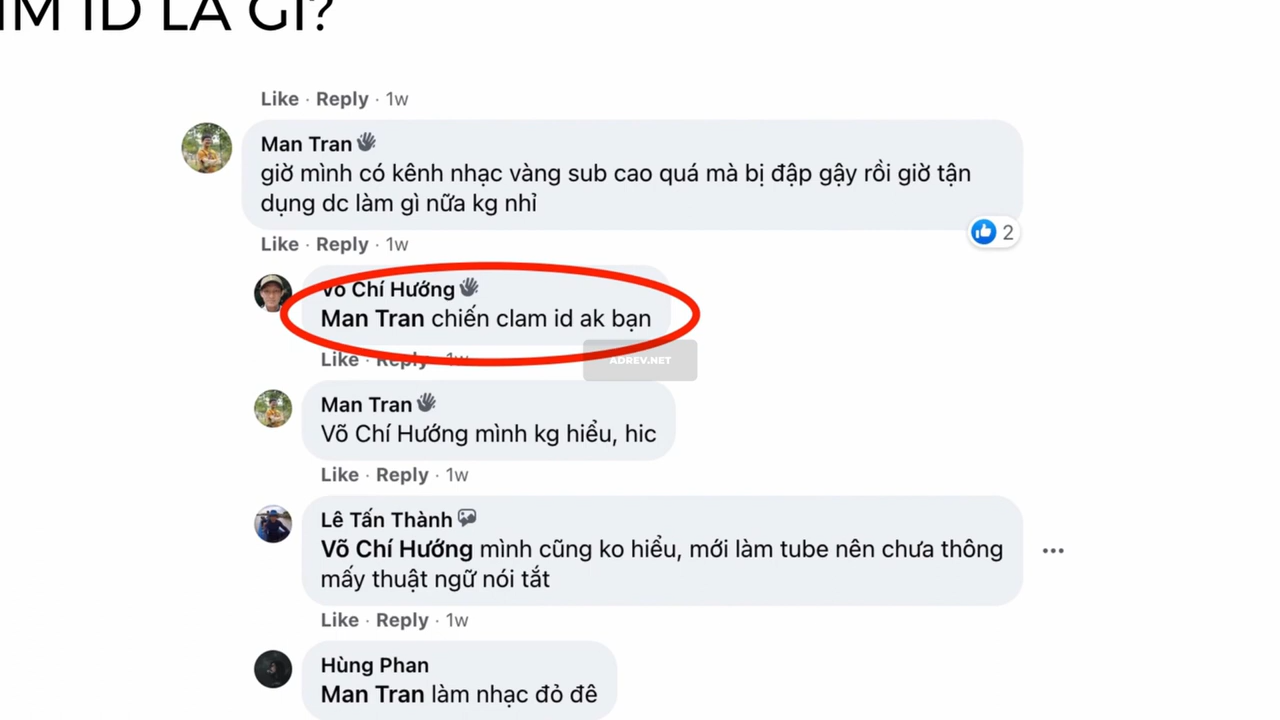 IM ID LÀ GÌ?
Like · Reply · 1w
Man Tran
giờ mình có kênh nhạc vàng sub cao quá mà bị đập gậy rồi giờ tận
dụng dc làm gì nữa kg nhỉ
2
Like · Reply · 1w
Võ Chí Hướng
Man Tran chiến clam id ak bạn
Like · Reply · 1w
ADREV.NET
Man Tran
Võ Chí Hướng mình kg hiểu, hic
Like · Reply · 1w
Lê Tấn Thành
Võ Chí Hướng mình cũng ko hiểu, mới làm tube nên chưa thông
mấy thuật ngữ nói tắt
Like · Reply · 1w
Hùng Phan
Man Tran làm nhạc đỏ đê